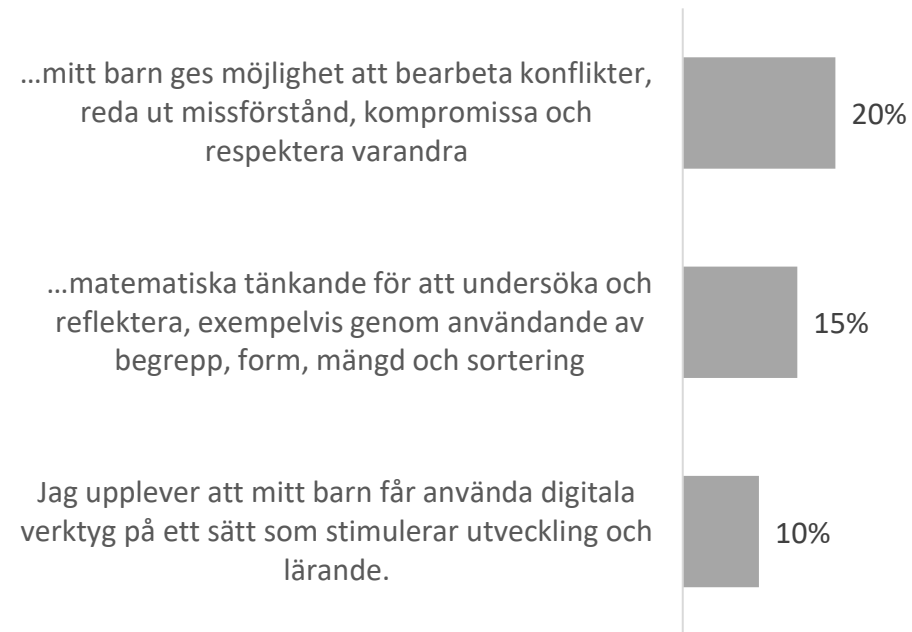 …mitt barn ges möjlighet att bearbeta konflikter,
reda ut missförstånd, kompromissa och
respektera varandra
20%
…matematiska tänkande för att undersöka och
reflektera, exempelvis genom användande av
begrepp, form, mängd och sortering
15%
Jag upplever att mitt barn får använda digitala
verktyg på ett sätt som stimulerar utveckling och
lärande.
10%